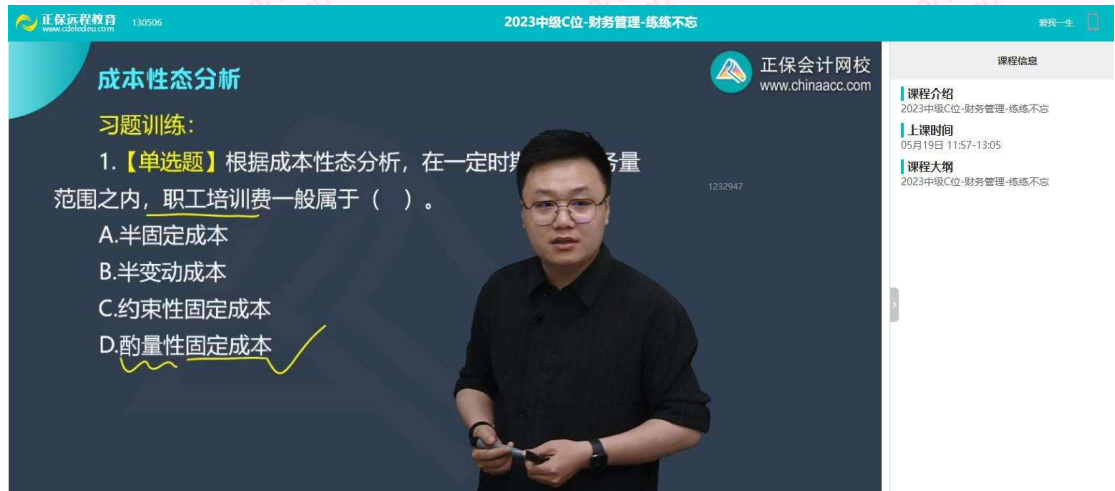 正保远程教育
www.cdeledu.com
130506
2023中级C位-财务管理-练练不忘
爱我一生
成本性态分析
正保会计网校
www.chinaacc.com
习题训练：
1.【单选题】根据成本性态分析，在一定时期 务量
范围之内，职工培训费一般属于（ ）。
1232947
A.半固定成本
B.半变动成本
C.约束性固定成本
D.酌量性固定成本
课程信息
课程介绍
2023中级C位-财务管理-练练不忘
上课时间
05月19日 11:57-13:05
课程大纲
2023中级C位-财务管理-练练不忘